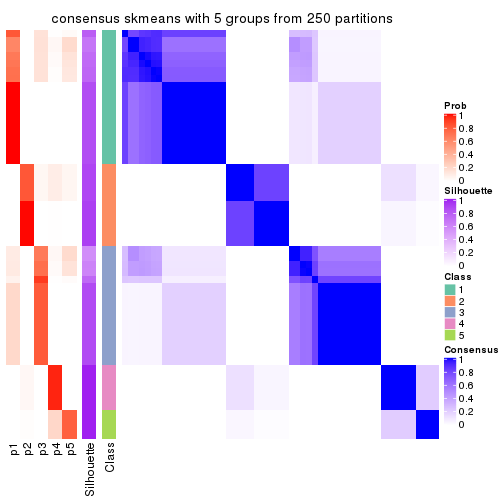 consensus skmeans with 5 groups from 250 partitions
Prob
1
0.8
0.6
0.4
0.2
0
Silhouette
1
0.8
0.6
0.4
0.2
0
Class
1
2
3
4
5
Consensus
1
0.8
0.6
0.4
0.2
0
p1
p2
p3
p4
p5
Silhouette
Class